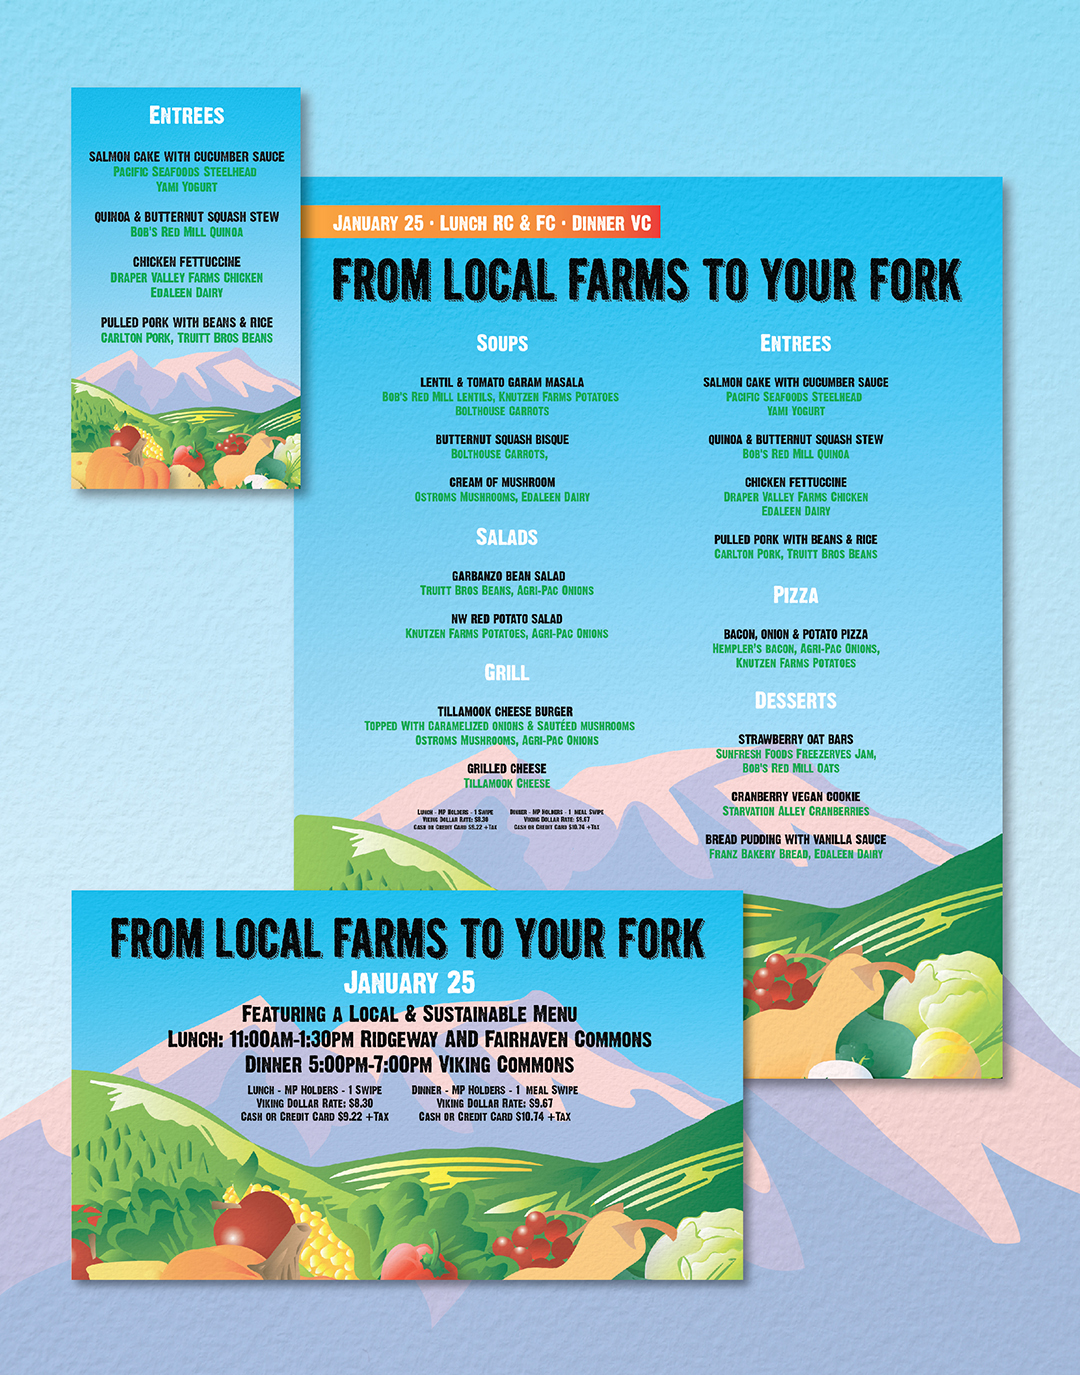 Entrees
Salmon Cake with Cucumber Sauce
Pacific Seafoods Steelhead
Yami Yogurt
Quinoa & Butternut Squash Stew
Bob's Red Mill Quinoa
Chicken Fettuccine
Draper Valley Farms Chicken
Edaleen Dairy
Pulled Pork with Beans & Rice
Carlton Pork, Truitt Bros Beans
January 25 · Lunch RC & FC · Dinner VC
FROM LOCAL FARMS TO YOUR FORK
Soups
Lentil & Tomato Garam Masala
Bob's Red Mill lentils, Knutzen Farms Potatoes
Bolthouse Carrots
Butternut Squash Bisque
Bolthouse Carrots,
Cream of Mushroom
Ostroms Mushrooms, Edaleen Dairy
Salads
Garbanzo Bean Salad
Truitt Bros Beans, Agri-Pac Onions
NW Red Potato Salad
Knutzen Farms Potatoes, Agri-Pac Onions
Grill
Tillamook Cheese Burger
Topped With Caramelized onions & Sautéed mushrooms
Ostroms Mushrooms, Agri-Pac Onions
Grilled Cheese
Tillamook Cheese
Lunch - MP Holders - 1 Swipe
Viking Dollar Rate: $8.30
Cash or Credit Card $9.22 +Tax
Dinner - MP Holders - 1 meal Swipe
Viking Dollar Rate: $9.67
Cash or Credit Card $10.74 +Tax
Entrees
Salmon Cake with Cucumber Sauce
Pacific Seafoods Steelhead
Yami Yogurt
Quinoa & Butternut Squash Stew
Bob's Red Mill Quinoa
Chicken Fettuccine
Draper Valley Farms Chicken
Edaleen Dairy
Pulled Pork with Beans & Rice
Carlton Pork, Truitt Bros Beans
Pizza
Bacon, Onion & Potato Pizza
Hempler's bacon, Agri-Pac Onions,
Knutzen Farms Potatoes
Desserts
Strawberry Oat Bars
Sunfresh Foods Freezerves Jam,
Bob's Red Mill Oats
Cranberry Vegan Cookie
Starvation Alley Cranberries
Bread Pudding with Vanilla Sauce
Franz Bakery Bread, Edaleen Dairy
FROM LOCAL FARMS TO YOUR FORK
January 25
Featuring a Local & Sustainable Menu
Lunch: 11:00am-1:30pm Ridgeway AND Fairhaven Commons
Dinner 5:00pm-7:00pm Viking Commons
Lunch - MP Holders - 1 Swipe
Viking Dollar Rate: $8.30
Cash or Credit Card $9.22 +Tax
Dinner - MP Holders - 1 meal Swipe
Viking Dollar Rate: $9.67
Cash or Credit Card $10.74 +Tax